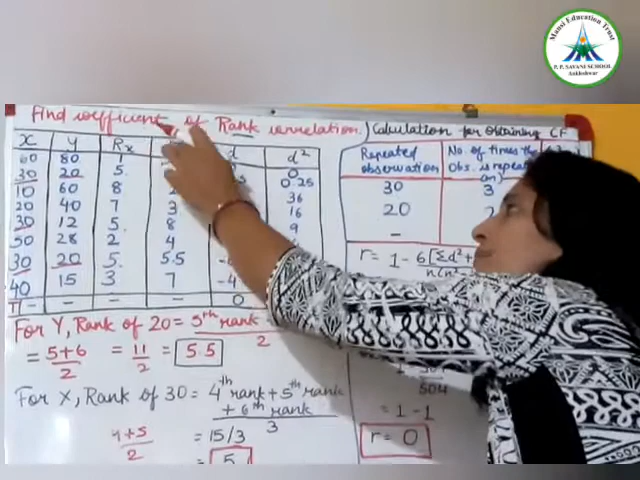 Mansi Education Trust
P. P. SAVANI SCHOOL
Ankleshwar
Find coefficient of Rank correlation.
Calculation for obtaining CF
x y Rx d²
60 80 1 0
30 20 5 0.25
10 60 8 2 36
20 40 7 3 16
30 12 5 8 9
50 28 2 4
30 20 5 5.5
40 15 3 7 -4
- - - 0
Repeated observation No. of times the Obs. is repeat
30 3
20 2
-
r = 1 - 6[Σd²+
For Y, Rank of 20 = 5th rank
2
= 5+6/2 = 11/2 = 5.5
For X, Rank of 30 = 4th rank + 5th rank + 6th rank
3
4+5/2
= 15/3
= 5
504
= 1 - 1
r = 0